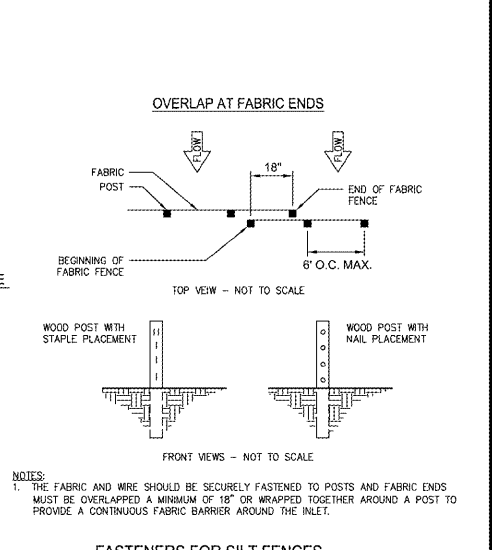 OVERLAP AT FABRIC ENDS
FLOW
FLOW
18"
FABRIC
POST
END OF FABRIC
FENCE
BEGINNING OF
FABRIC FENCE
6' O.C. MAX.
E
TOP VEIW - NOT TO SCALE
WOOD POST WITH
STAPLE PLACEMENT
WOOD POST WITH
NAIL PLACEMENT
FRONT VIEWS - NOT TO SCALE
NOTES:
1. THE FABRIC AND WIRE SHOULD BE SECURELY FASTENED TO POSTS AND FABRIC ENDS
MUST BE OVERLAPPED A MINIMUM OF 18" OR WRAPPED TOGETHER AROUND A POST TO
PROVIDE A CONTINUOUS FABRIC BARRIER AROUND THE INLET.
FASTENERS FOR SILT FENCES